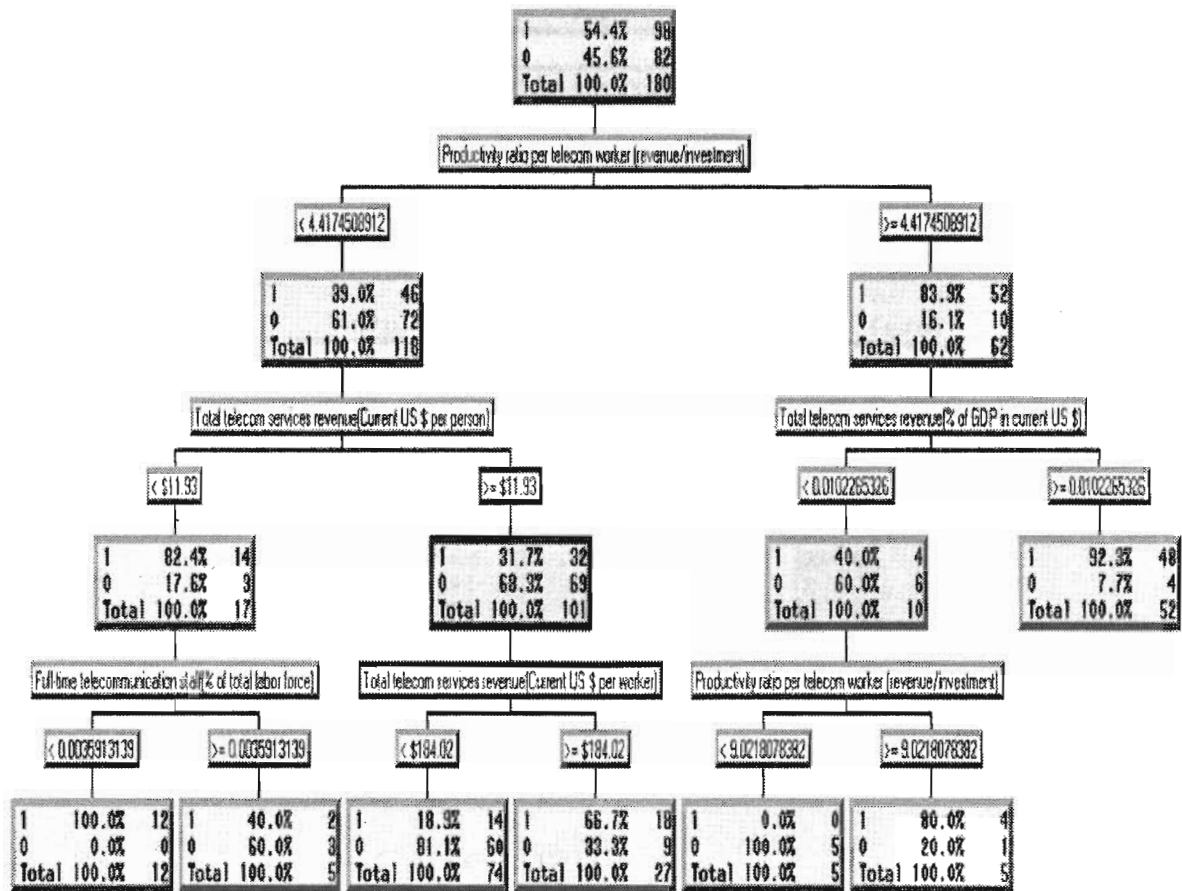 1 54.4% 98
0 45.6% 82
Total 100.0% 180
Productivity ratio per telecom worker (revenue/investment)
< 4.4174508912
>= 4.4174508912
1 39.0% 46
0 61.0% 72
Total 100.0% 118
1 83.9% 52
0 16.1% 10
Total 100.0% 62
Total telecom services revenue(Current US $ per person)
Total telecom services revenue(% of GDP in current US $)
< $11.93
>= $11.93
< 0.0102265326
>= 0.0102265326
1 82.4% 14
0 17.6% 3
Total 100.0% 17
1 31.7% 32
0 68.3% 69
Total 100.0% 101
1 40.0% 4
0 60.0% 6
Total 100.0% 10
1 92.3% 48
0 7.7% 4
Total 100.0% 52
Full-time telecommunication staff(% of total labor force)
Total telecom services revenue(Current US $ per worker)
Productivity ratio per telecom worker (revenue/investment)
< 0.0035913139
>= 0.0035913139
< $184.02
>= $184.02
< 9.0218078382
>= 9.0218078382
1 100.0% 12
0 0.0% 0
Total 100.0% 12
1 40.0% 2
0 60.0% 3
Total 100.0% 5
1 18.9% 14
0 81.1% 60
Total 100.0% 74
1 66.7% 18
0 33.3% 9
Total 100.0% 27
1 0.0% 0
0 100.0% 5
Total 100.0% 5
1 80.0% 4
0 20.0% 1
Total 100.0% 5